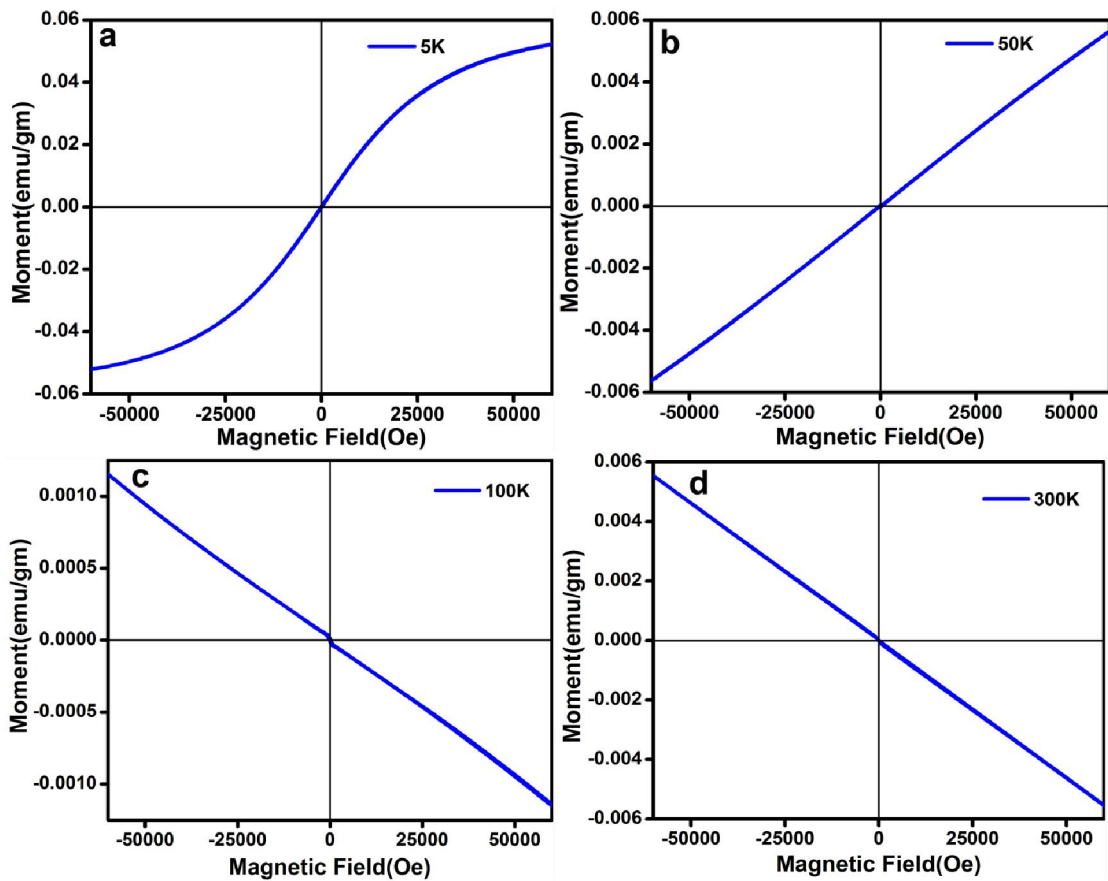 a
5K
0.06
0.04
0.02
0.00
-0.02
-0.04
-0.06
Moment(emu/gm)
-50000 -25000 0 25000 50000
Magnetic Field(Oe)
b
50K
0.006
0.004
0.002
0.000
-0.002
-0.004
-0.006
Moment(emu/gm)
-50000 -25000 0 25000 50000
Magnetic Field(Oe)
c
100K
0.0010
0.0005
0.0000
-0.0005
-0.0010
Moment(emu/gm)
-50000 -25000 0 25000 50000
Magnetic Field(Oe)
d
300K
0.006
0.004
0.002
0.000
-0.002
-0.004
-0.006
Moment(emu/gm)
-50000 -25000 0 25000 50000
Magnetic Field(Oe)